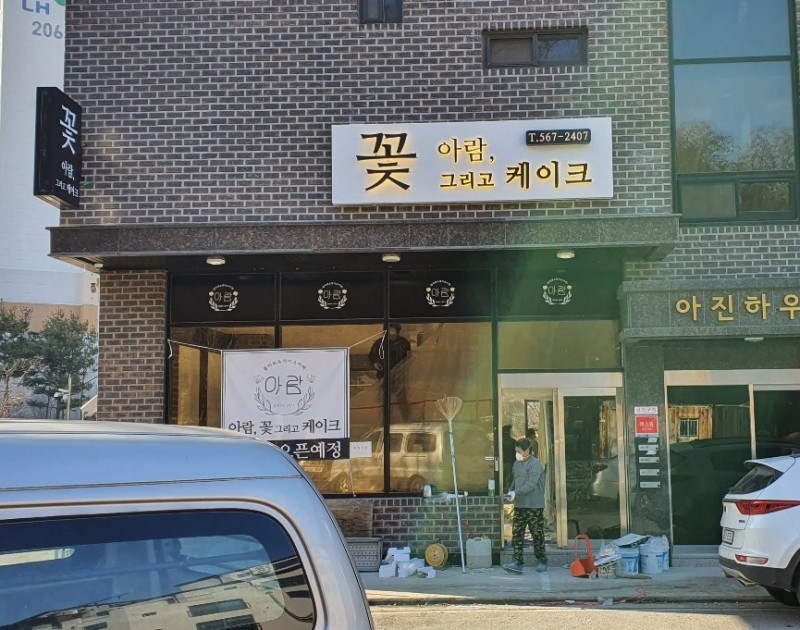 LH
206
꽃
아람,
그리고 케이크
꽃
아람,
그리고 케이크
T.567-2407
아람
아람
아람
아람
아진하우
아람
아람, 꽃 그리고 케이크
오픈예정